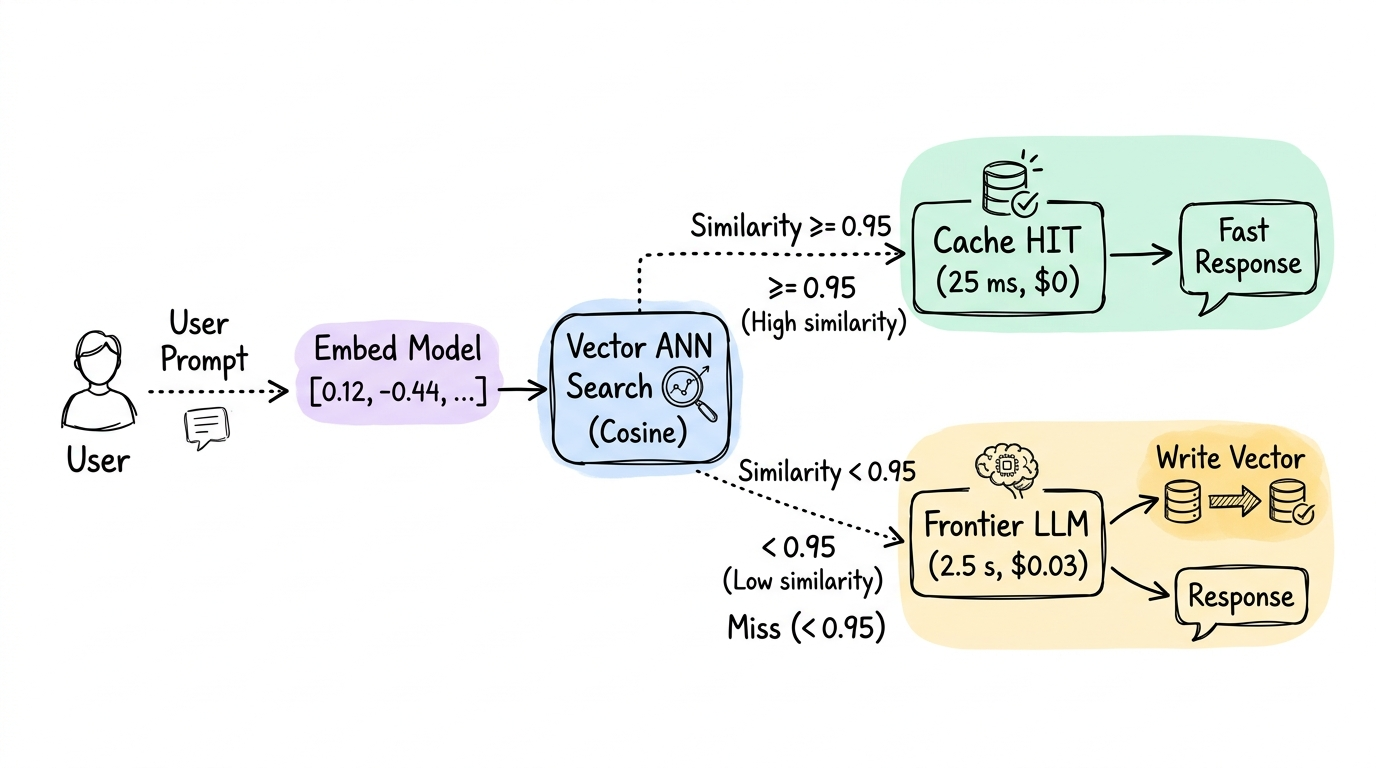 User
Prompt
User
Embed Model
[0.12, -0.44, ...]
Vector ANN
Search
(Cosine)
Similarity >= 0.95
>= 0.95
(High similarity)
Cache HIT
(25 ms, $0)
Fast
Response
Similarity < 0.95
< 0.95
(Low similarity)
Miss (< 0.95)
Frontier LLM
(2.5 s, $0.03)
Write Vector
Response